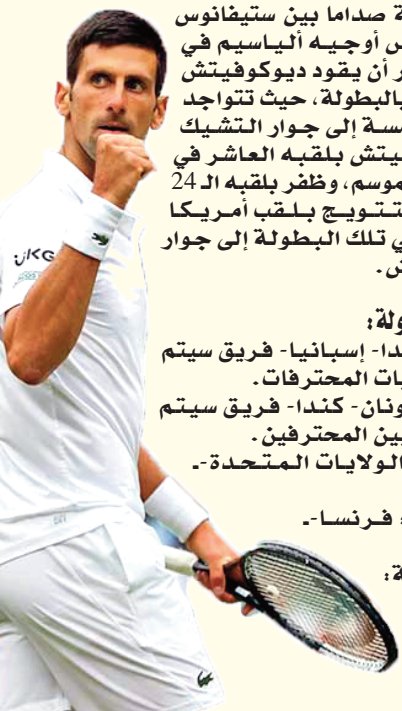 ة صداما بين ستيفانوس
س أوجيه ألياسيم في
ر أن يقود ديوكوفيتش
بالبطولة، حيث تتواجد
سة إلى جوار التشيك
يتش بلقبه العاشر في
موسم، وظفر بلقبه الـ 24
تتويج بلقب أمريكا
ي تلك البطولة إلى جوار
ش.
ولة:
ندا- إسبانيا- فريق سيتم
يات المحترفات.
ونان- كندا- فريق سيتم
بين المحترفين.
الولايات المتحدة-.
: فرنسا-.
ة:
UKG